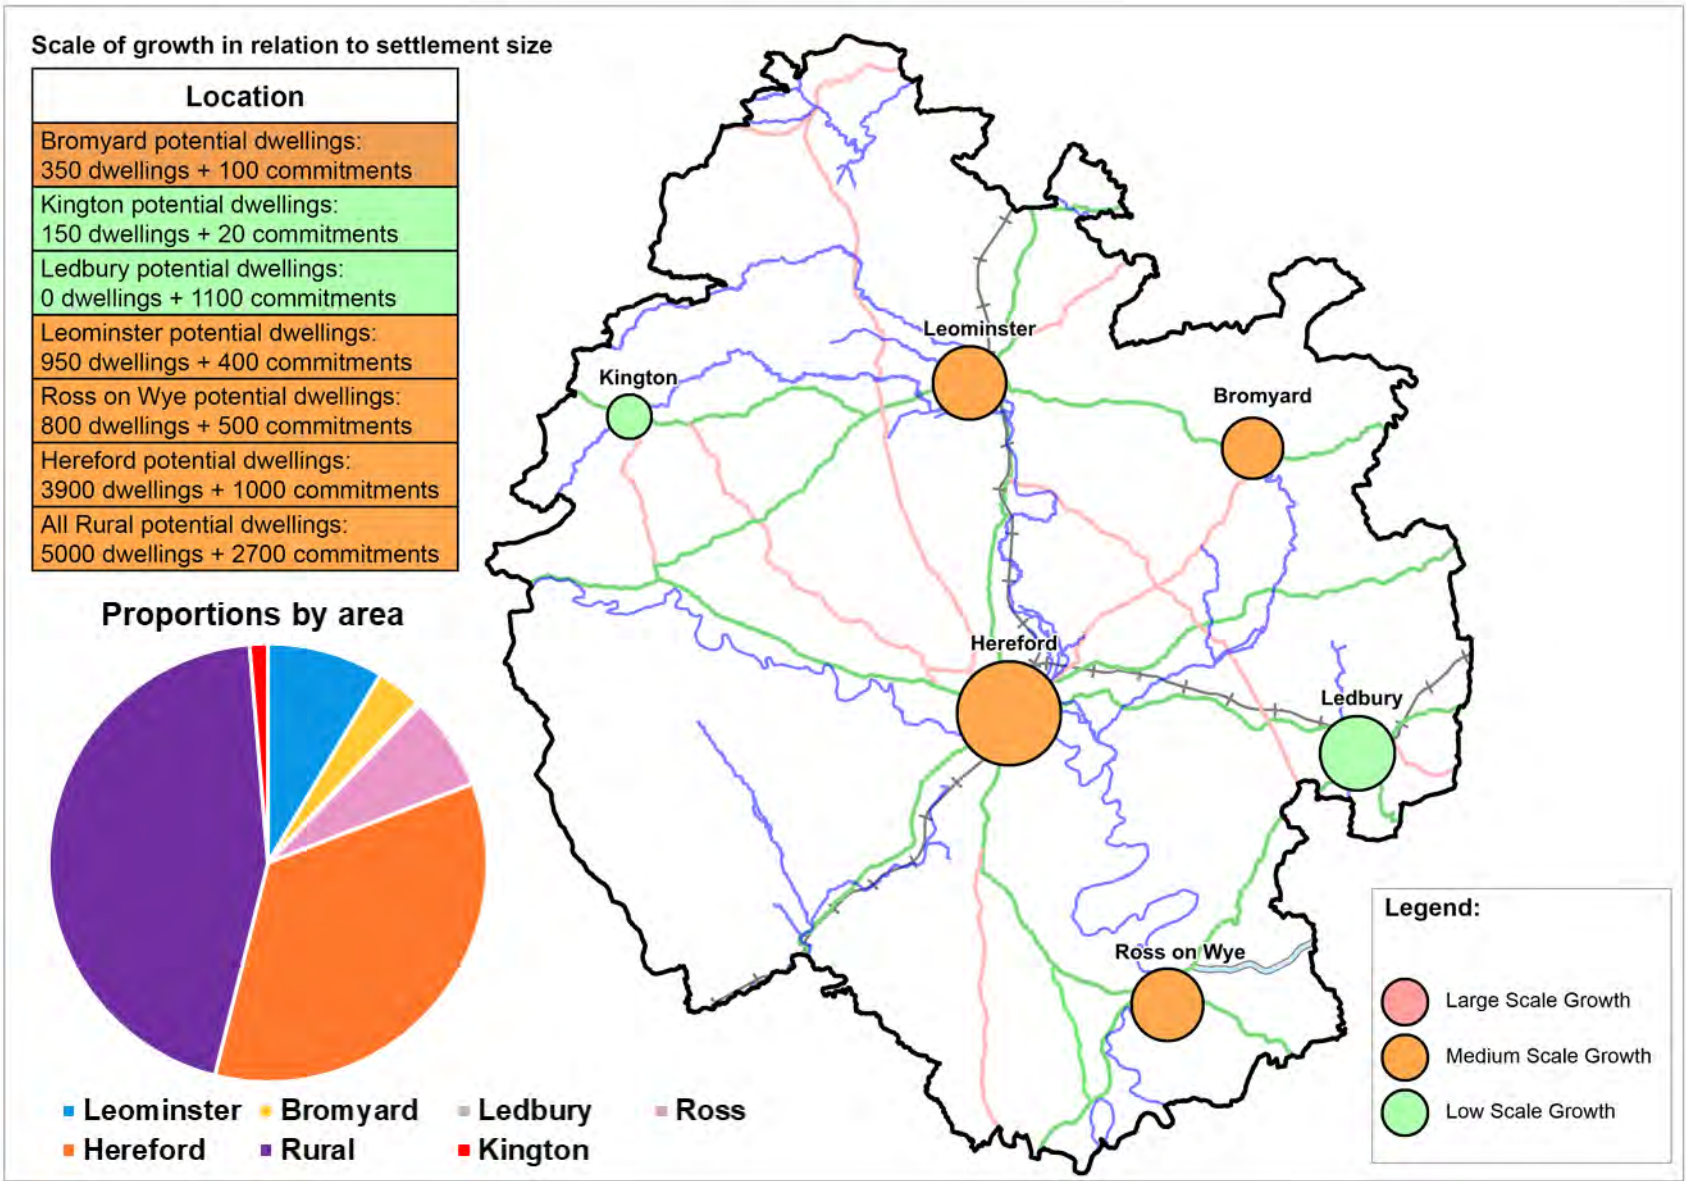 Scale of growth in relation to settlement size
Location
Bromyard potential dwellings:
350 dwellings + 100 commitments
Kington potential dwellings:
150 dwellings + 20 commitments
Ledbury potential dwellings:
0 dwellings + 1100 commitments
Leominster potential dwellings:
950 dwellings + 400 commitments
Ross on Wye potential dwellings:
800 dwellings + 500 commitments
Hereford potential dwellings:
3900 dwellings + 1000 commitments
All Rural potential dwellings:
5000 dwellings + 2700 commitments
Proportions by area
Leominster
Bromyard
Ledbury
Ross
Hereford
Rural
Kington
Leominster
Kington
Bromyard
Hereford
Ledbury
Ross on Wye
Legend:
Large Scale Growth
Medium Scale Growth
Low Scale Growth